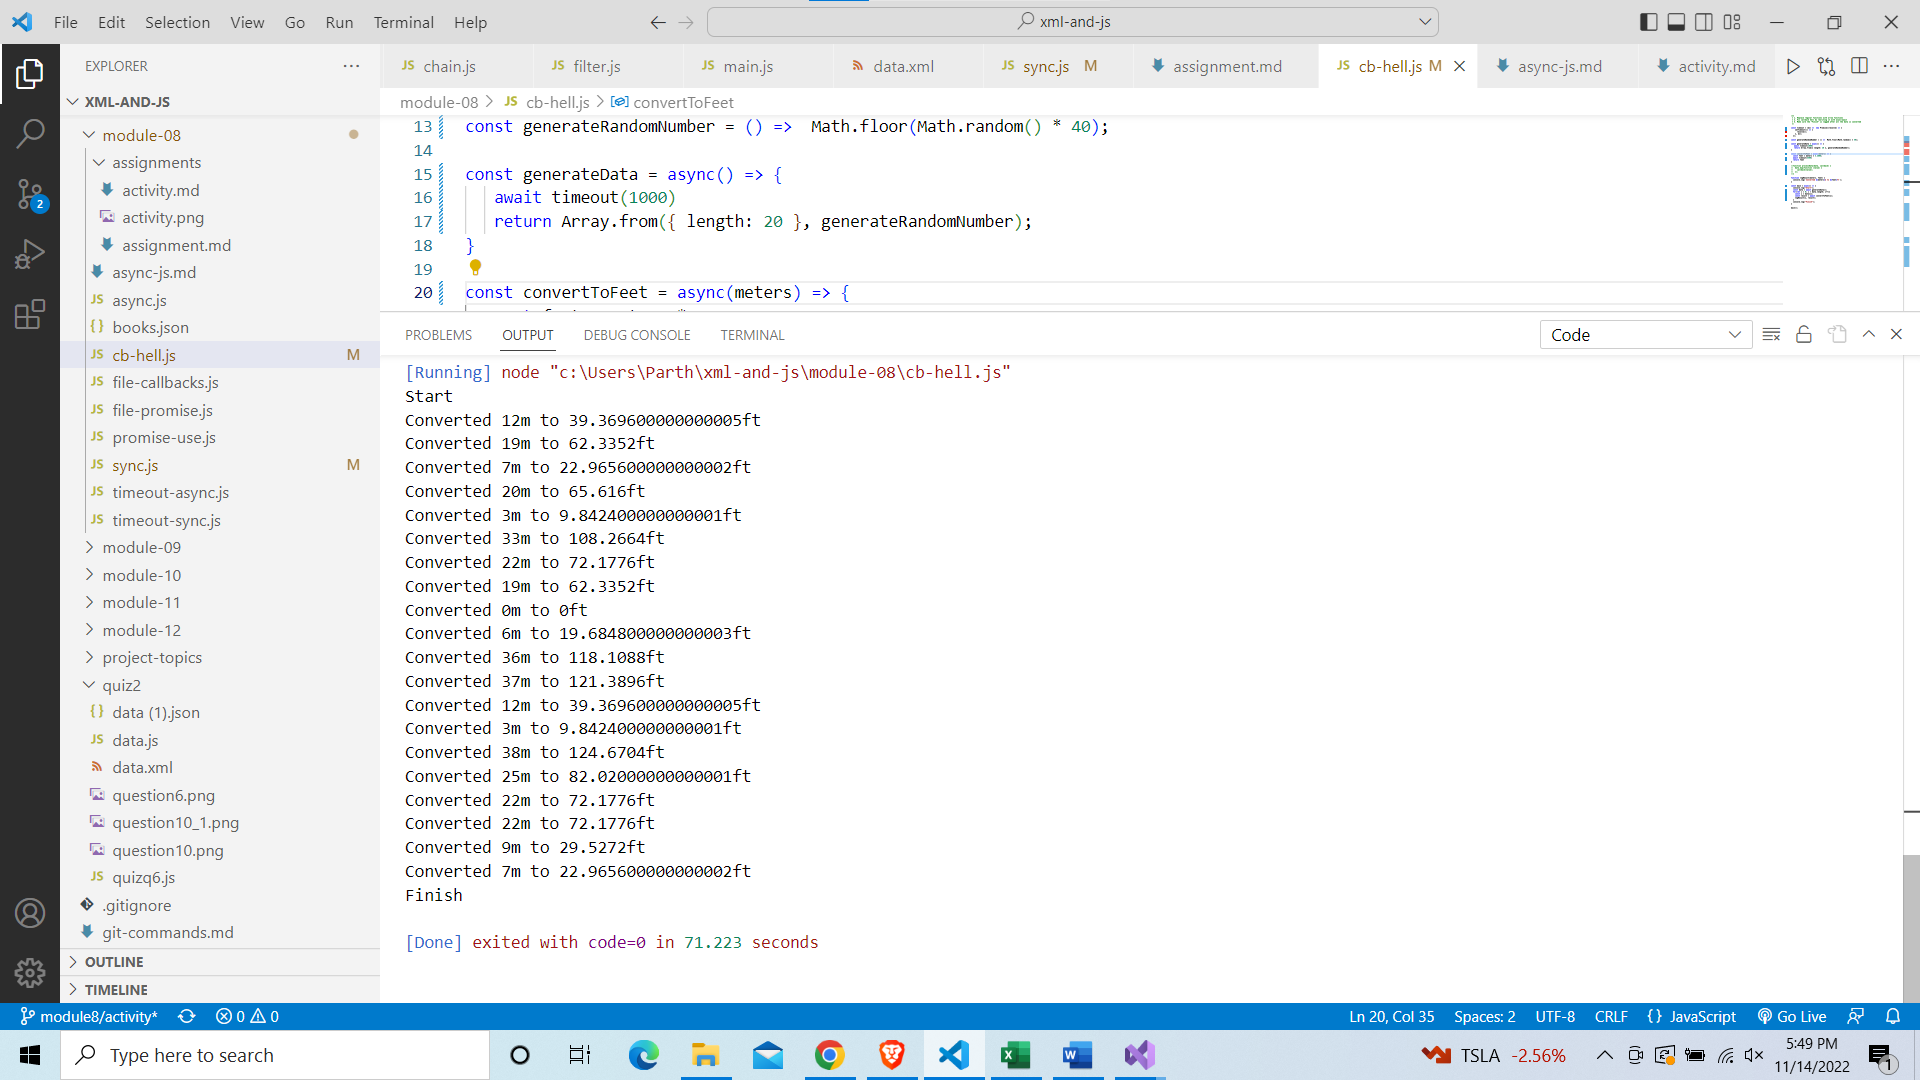 File Edit Selection View Go Run Terminal Help
xml-and-js
EXPLORER
XML-AND-JS
module-08
assignments
activity.md
activity.png
assignment.md
async-js.md
async.js
books.json
cb-hell.js M
file-callbacks.js
file-promise.js
promise-use.js
sync.js M
timeout-async.js
timeout-sync.js
module-09
module-10
module-11
module-12
project-topics
quiz2
data (1).json
data.js
data.xml
question6.png
question10_1.png
question10.png
quizq6.js
.gitignore
git-commands.md
OUTLINE
TIMELINE
chain.js filter.js main.js data.xml sync.js M assignment.md cb-hell.js M async-js.md activity.md
module-08 > cb-hell.js > convertToFeet
13 const generateRandomNumber = () =>  Math.floor(Math.random() * 40);
14
15 const generateData = async() => {
16 await timeout(1000)
17 return Array.from({ length: 20 }, generateRandomNumber);
18 }
19
20 const convertToFeet = async(meters) => {
PROBLEMS OUTPUT DEBUG CONSOLE TERMINAL
Code
[Running] node "c:\Users\Parth\xml-and-js\module-08\cb-hell.js"
Start
Converted 12m to 39.369600000000005ft
Converted 19m to 62.3352ft
Converted 7m to 22.965600000000002ft
Converted 20m to 65.616ft
Converted 3m to 9.842400000000001ft
Converted 33m to 108.2664ft
Converted 22m to 72.1776ft
Converted 19m to 62.3352ft
Converted 0m to 0ft
Converted 6m to 19.684800000000003ft
Converted 36m to 118.1088ft
Converted 37m to 121.3896ft
Converted 12m to 39.369600000000005ft
Converted 3m to 9.842400000000001ft
Converted 38m to 124.6704ft
Converted 25m to 82.02000000000001ft
Converted 22m to 72.1776ft
Converted 22m to 72.1776ft
Converted 9m to 29.5272ft
Converted 7m to 22.965600000000002ft
Finish
[Done] exited with code=0 in 71.223 seconds
2
module8/activity* 0 0 Ln 20, Col 35 Spaces: 2 UTF-8 CRLF {} JavaScript Go Live
Type here to search
TSLA -2.56%
5:49 PM
11/14/2022
1